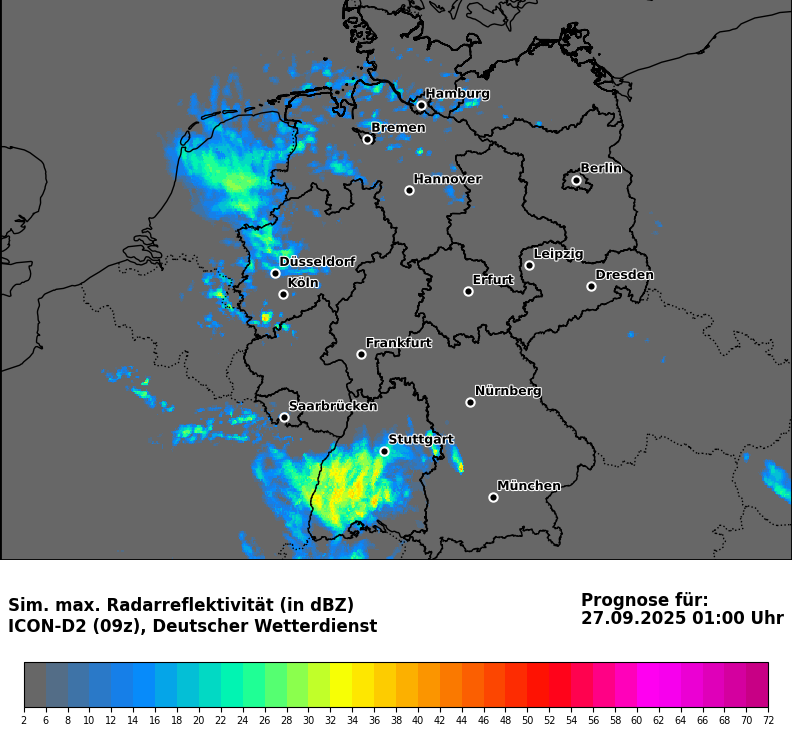 Hamburg
Bremen
Berlin
Hannover
Leipzig
Düsseldorf
Dresden
Köln
Erfurt
Frankfurt
Nürnberg
Saarbrücken
Stuttgart
München
Sim. max. Radarreflektivität (in dBZ)
ICON-D2 (09z), Deutscher Wetterdienst
Prognose für:
27.09.2025 01:00 Uhr
2 6 8 10 12 14 16 18 20 22 24 26 28 30 32 34 36 38 40 42 44 46 48 50 52 54 56 58 60 62 64 66 68 70 72